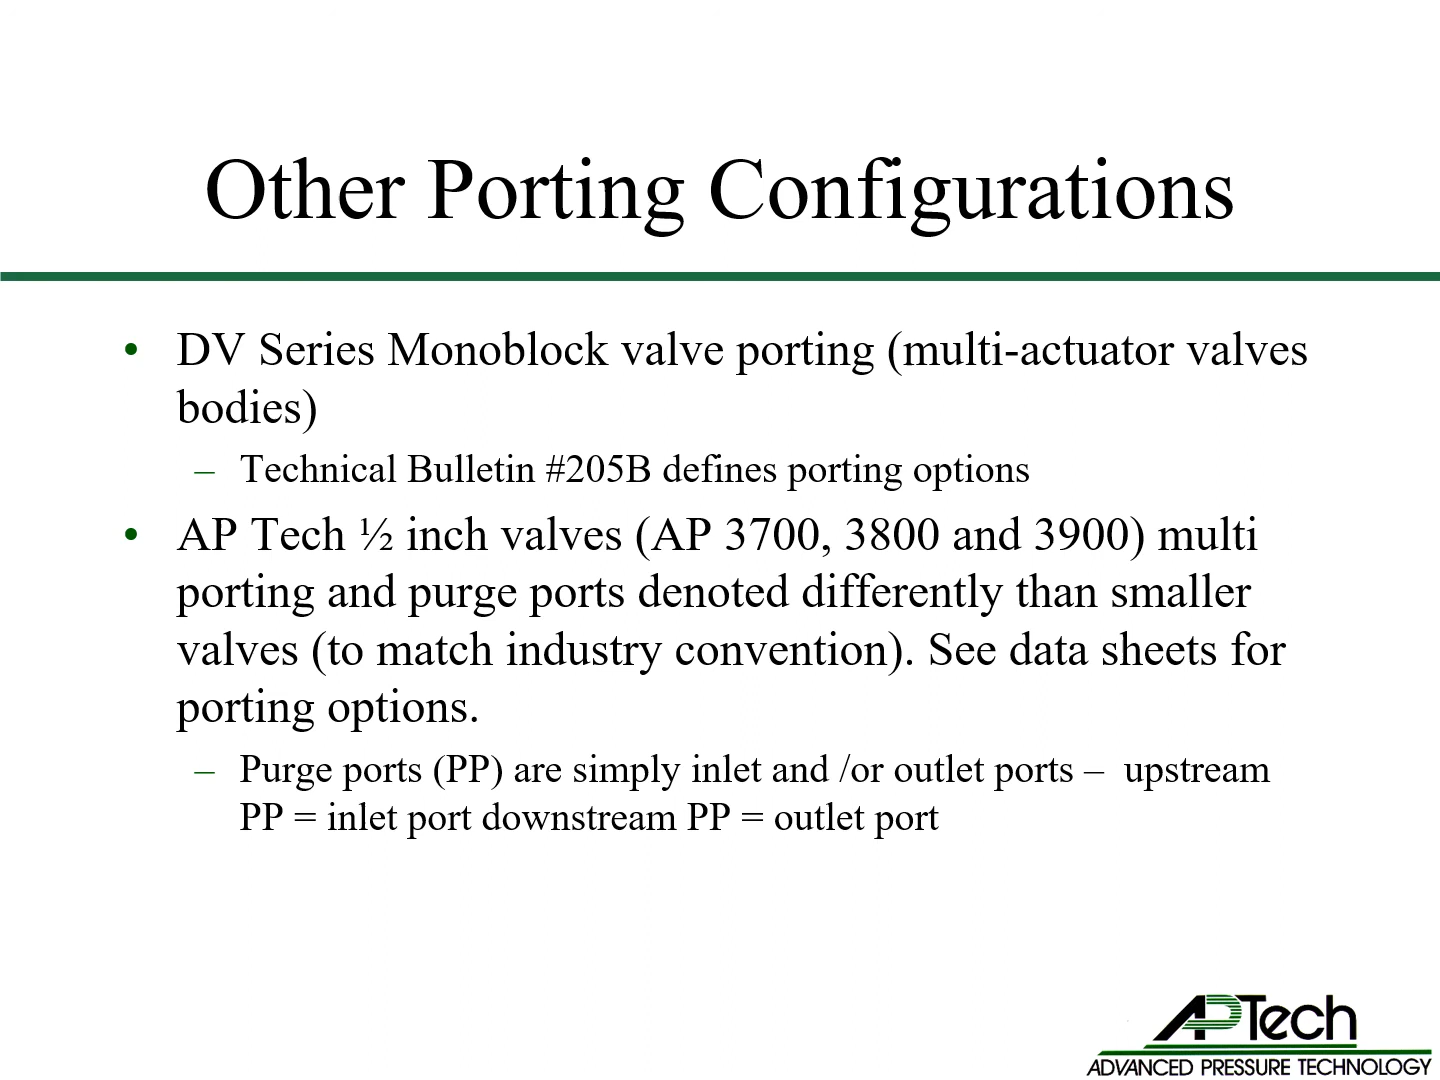 Other Porting Configurations
• DV Series Monoblock valve porting (multi-actuator valves
bodies)
– Technical Bulletin #205B defines porting options
• AP Tech ½ inch valves (AP 3700, 3800 and 3900) multi
porting and purge ports denoted differently than smaller
valves (to match industry convention). See data sheets for
porting options.
– Purge ports (PP) are simply inlet and /or outlet ports –  upstream
PP = inlet port downstream PP = outlet port
APTech
ADVANCED PRESSURE TECHNOLOGY